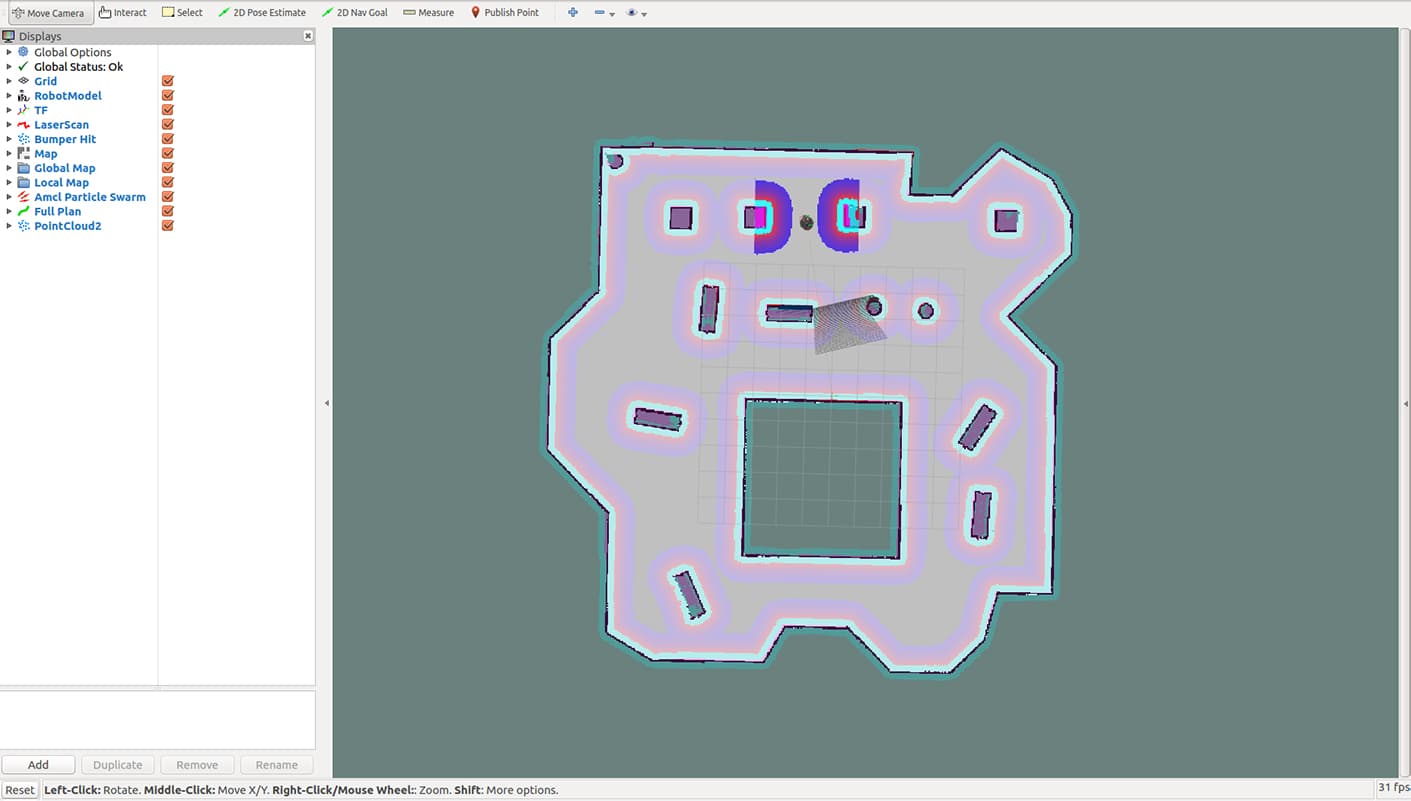 Move Camera Interact Select 2D Pose Estimate 2D Nav Goal Measure Publish Point
Displays
Global Options
Global Status: Ok
Grid
RobotModel
TF
LaserScan
Bumper Hit
Map
Global Map
Local Map
Amcl Particle Swarm
Full Plan
PointCloud2
Add Duplicate Remove Rename
Reset Left-Click: Rotate. Middle-Click: Move X/Y. Right-Click/Mouse Wheel:: Zoom. Shift: More options. 31 fps